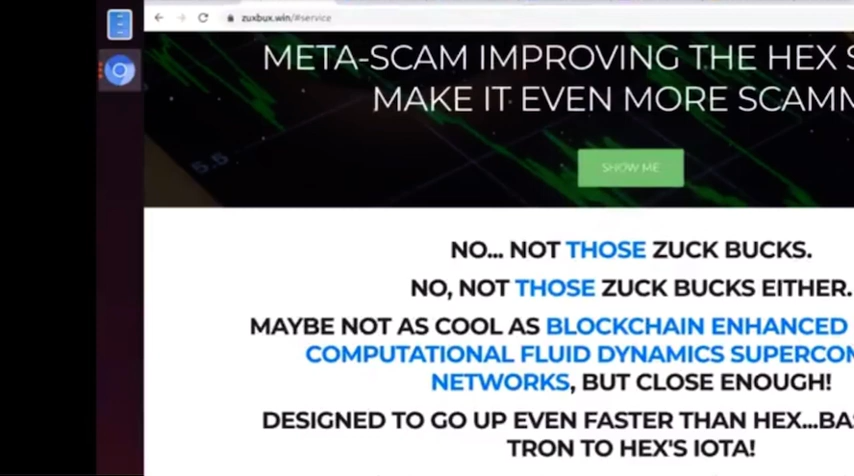 zuxbux.win/#service
META-SCAM IMPROVING THE HEX
MAKE IT EVEN MORE
5.5
SHOW ME
NO... NOT THOSE ZUCK BUCKS.
NO, NOT THOSE ZUCK BUCKS EITHER.
MAYBE NOT AS COOL AS BLOCKCHAIN ENHANCED
COMPUTATIONAL FLUID DYNAMICS
NETWORKS, BUT CLOSE ENOUGH!
DESIGNED TO GO UP EVEN FASTER THAN HEX...
TRON TO HEX'S IOTA!